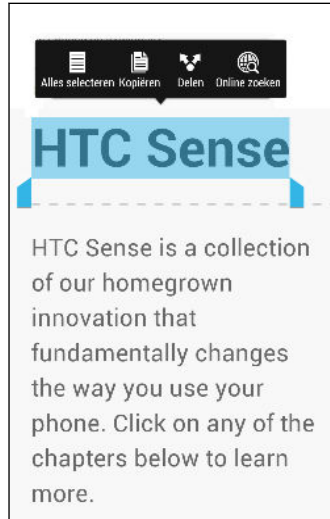 Alles selecteren Kopiëren Delen Online zoeken
HTC Sense
HTC Sense is a collection
of our homegrown
innovation that
fundamentally changes
the way you use your
phone. Click on any of the
chapters below to learn
more.